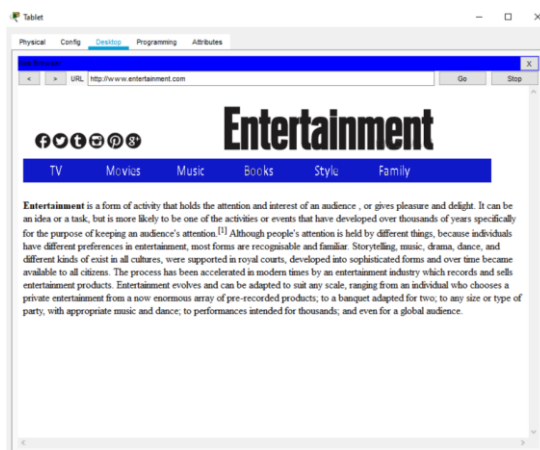 Tablet
Physical Config Desktop Programming Attributes
Web Browser X
< > URL http://www.entertainment.com Go Stop
Entertainment
TV Movies Music Books Style Family
Entertainment is a form of activity that holds the attention and interest of an audience , or gives pleasure and delight. It can be
an idea or a task, but is more likely to be one of the activities or events that have developed over thousands of years specifically
for the purpose of keeping an audience's attention.[1] Although people's attention is held by different things, because individuals
have different preferences in entertainment, most forms are recognisable and familiar. Storytelling, music, drama, dance, and
different kinds of exist in all cultures, were supported in royal courts, developed into sophisticated forms and over time became
available to all citizens. The process has been accelerated in modern times by an entertainment industry which records and sells
entertainment products. Entertainment evolves and can be adapted to suit any scale, ranging from an individual who chooses a
private entertainment from a now enormous array of pre-recorded products; to a banquet adapted for two; to any size or type of
party, with appropriate music and dance; to performances intended for thousands; and even for a global audience.